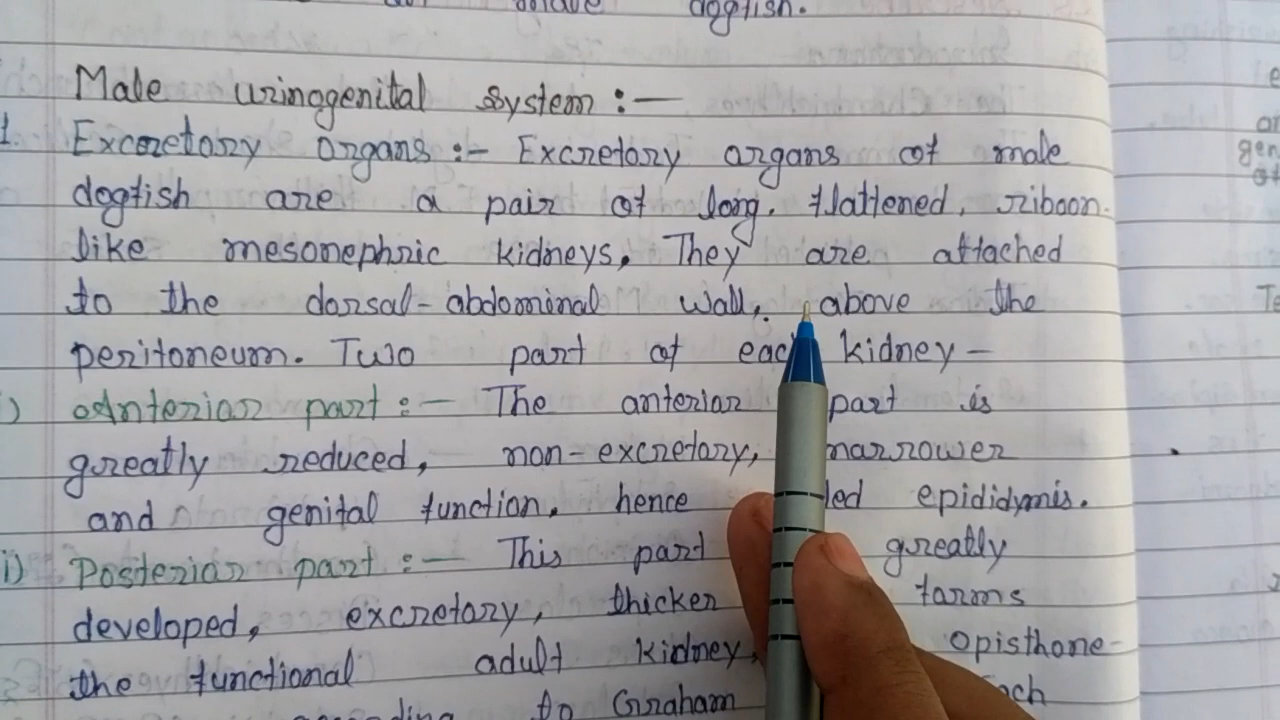 dogfish.
Male urinogenital system :—
1. Excretory organs :- Excretory organs of male
dogfish are a pair of long, flattened, riboon-
like mesonephric kidneys. They are attached
to the dorsal-abdominal wall, above the
peritoneum. Two part of each kidney —
i) Anterior part :— The anterior part is
greatly reduced, non-excretory, narrower
and genital function, hence epididymis.
ii) Posterior part :— This part greatly
developed, excretory, thicker forms
the functional adult kidney, opisthone-
to Graham